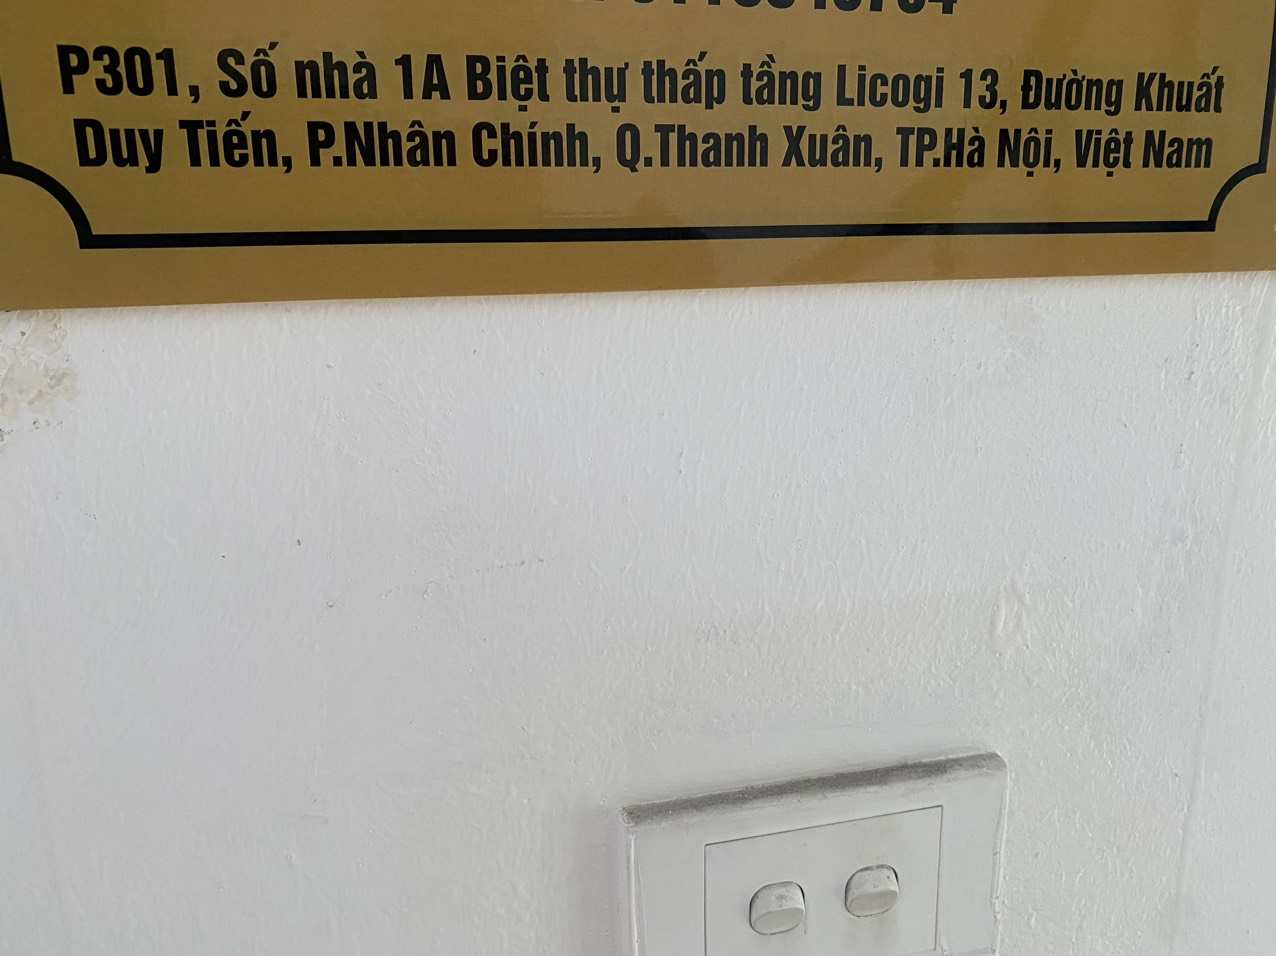 P301, Số nhà 1A Biệt thự thấp tầng Licogi 13, Đường Khuất
Duy Tiến, P.Nhân Chính, Q.Thanh Xuân, TP.Hà Nội, Việt Nam